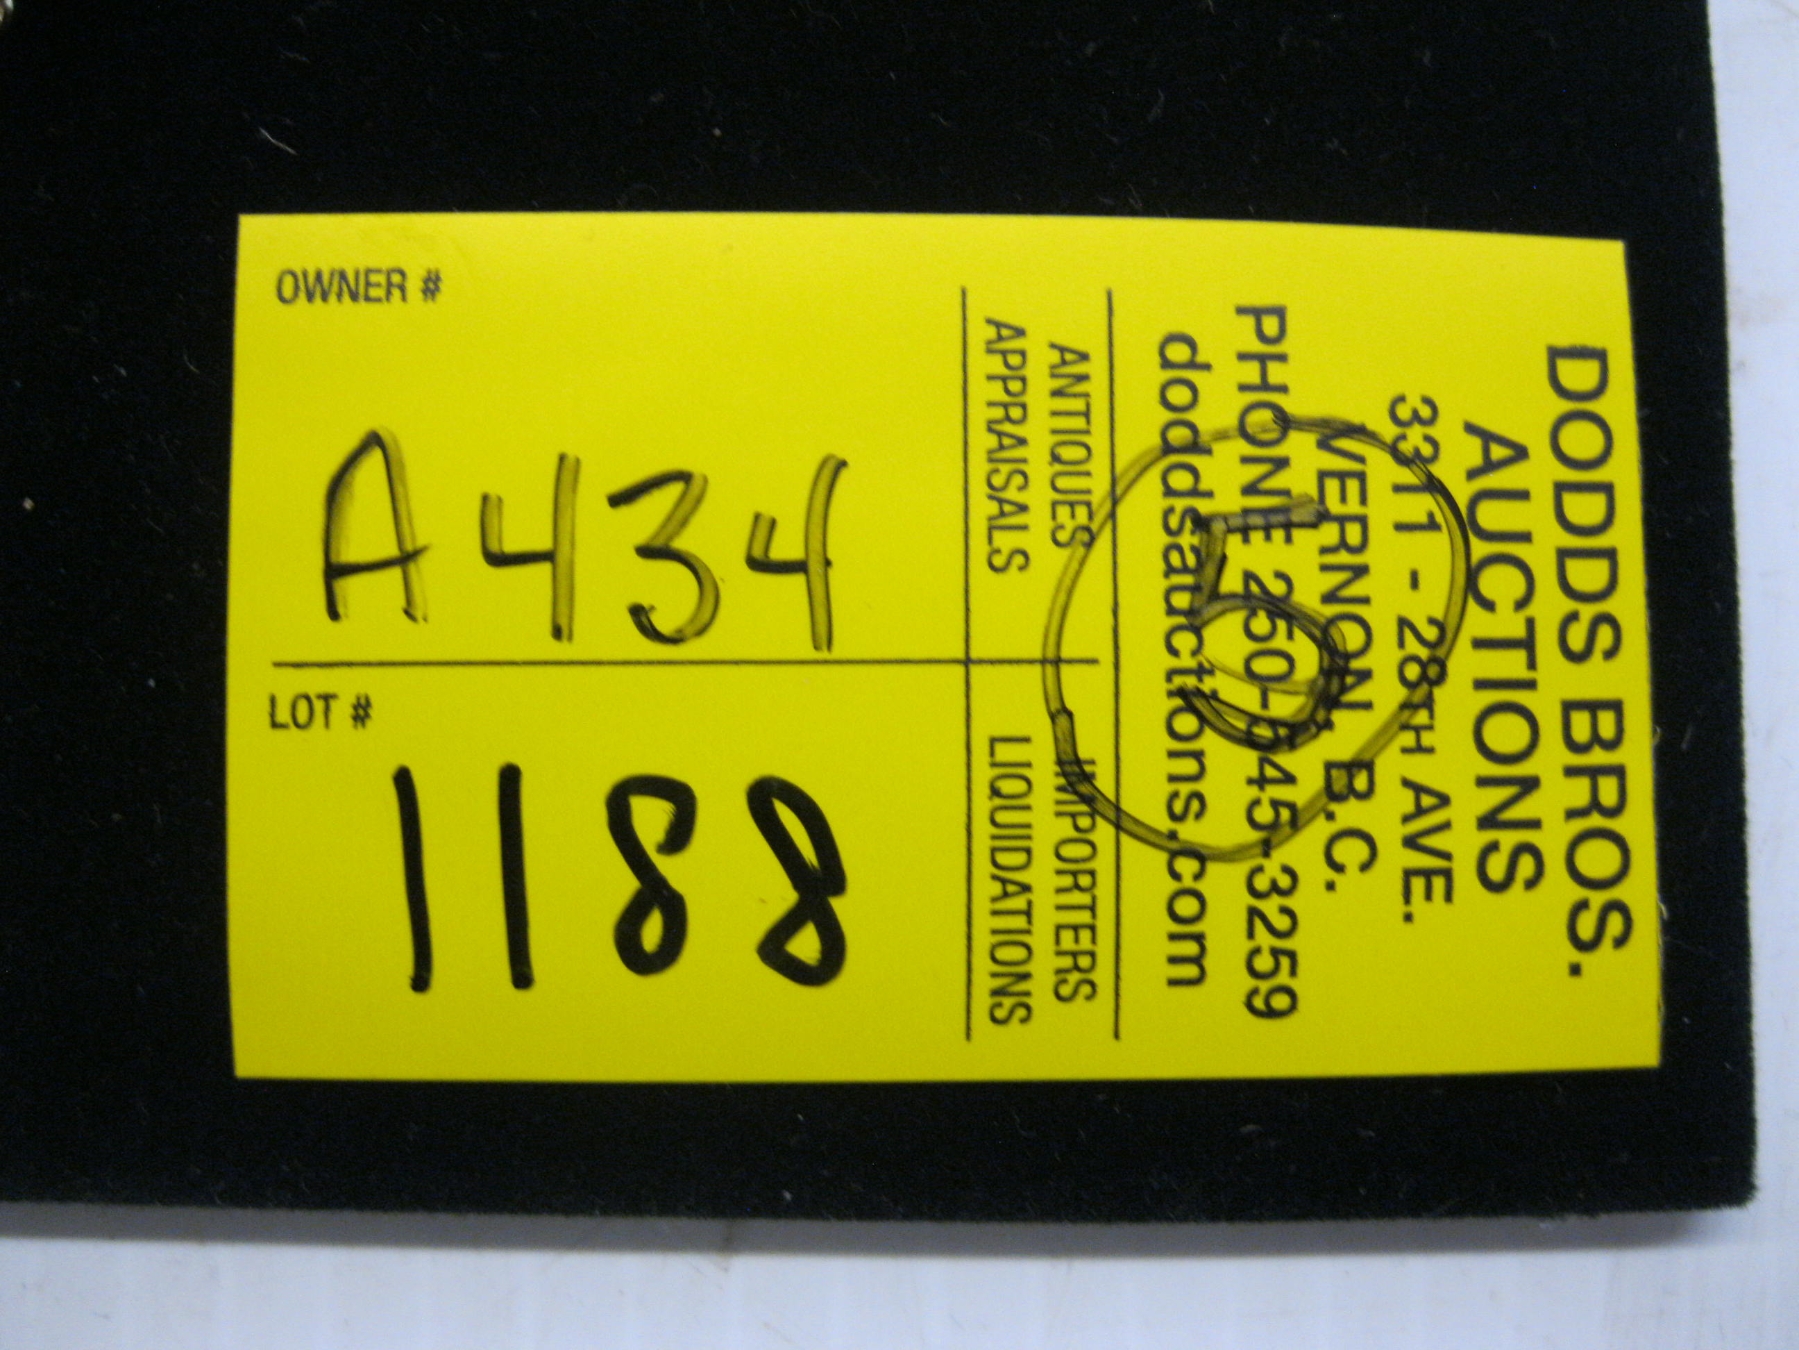 OWNER #
A434
LOT #
1188
DODDS BROS.
AUCTIONS
3311 - 28TH AVE.
VERNON, B.C.
PHONE 250-545-3259
doddsauctions.com
5
ANTIQUES IMPORTERS
APPRAISALS LIQUIDATIONS